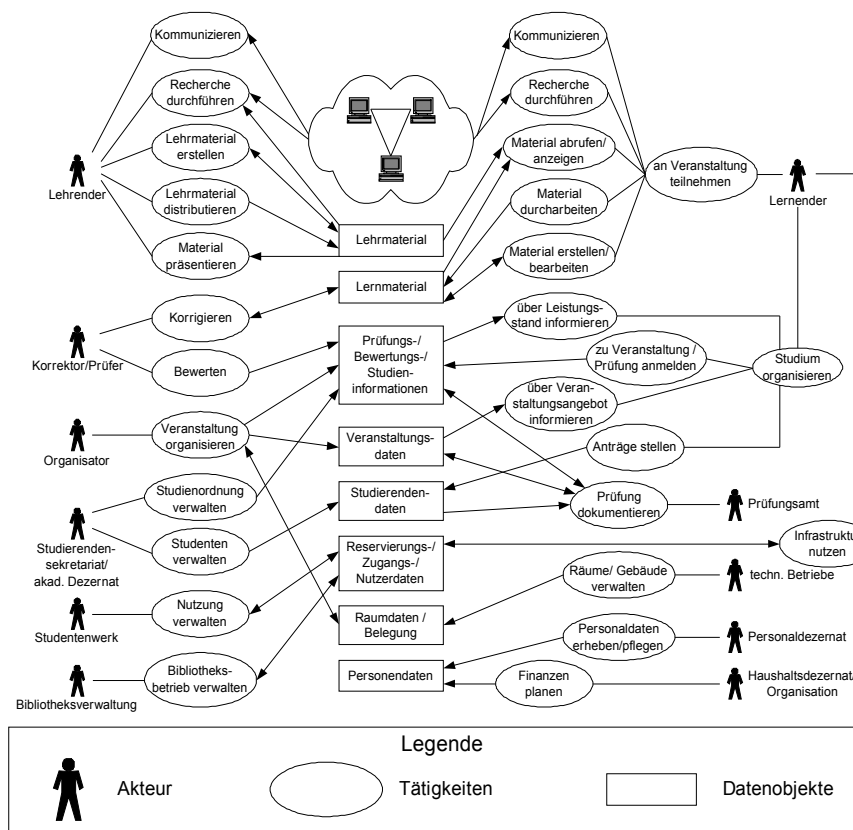 Kommunizieren
Recherche
durchführen
Lehrmaterial
erstellen
Lehrender
Lehrmaterial
distributieren
Material
präsentieren
Korrigieren
Korrektor/Prüfer
Bewerten
Veranstaltung
organisieren
Organisator
Studienordnung
verwalten
Studierenden-
sekretariat/
akad. Dezernat
Studenten
verwalten
Nutzung
verwalten
Studentenwerk
Bibliotheks-
betrieb verwalten
Bibliotheksverwaltung
Lehrmaterial
Lernmaterial
Prüfungs-/
Bewertungs-/
Studien-
informationen
Veranstaltungs-
daten
Studierenden-
daten
Reservierungs-/
Zugangs-/
Nutzerdaten
Raumdaten /
Belegung
Personendaten
Kommunizieren
Recherche
durchführen
Material abrufen/
anzeigen
Material
durcharbeiten
Material erstellen/
bearbeiten
an Veranstaltung
teilnehmen
Lernender
über Leistungs-
stand informieren
zu Veranstaltung /
Prüfung anmelden
Studium
organisieren
über Veran-
staltungsangebot
informieren
Anträge stellen
Prüfung
dokumentieren
Prüfungsamt
Infrastruktu
nutzen
Räume/ Gebäude
verwalten
techn. Betriebe
Personaldaten
erheben/pflegen
Personaldezernat
Finanzen
planen
Haushaltsdezernat/
Organisation
Legende
Akteur
Tätigkeiten
Datenobjekte